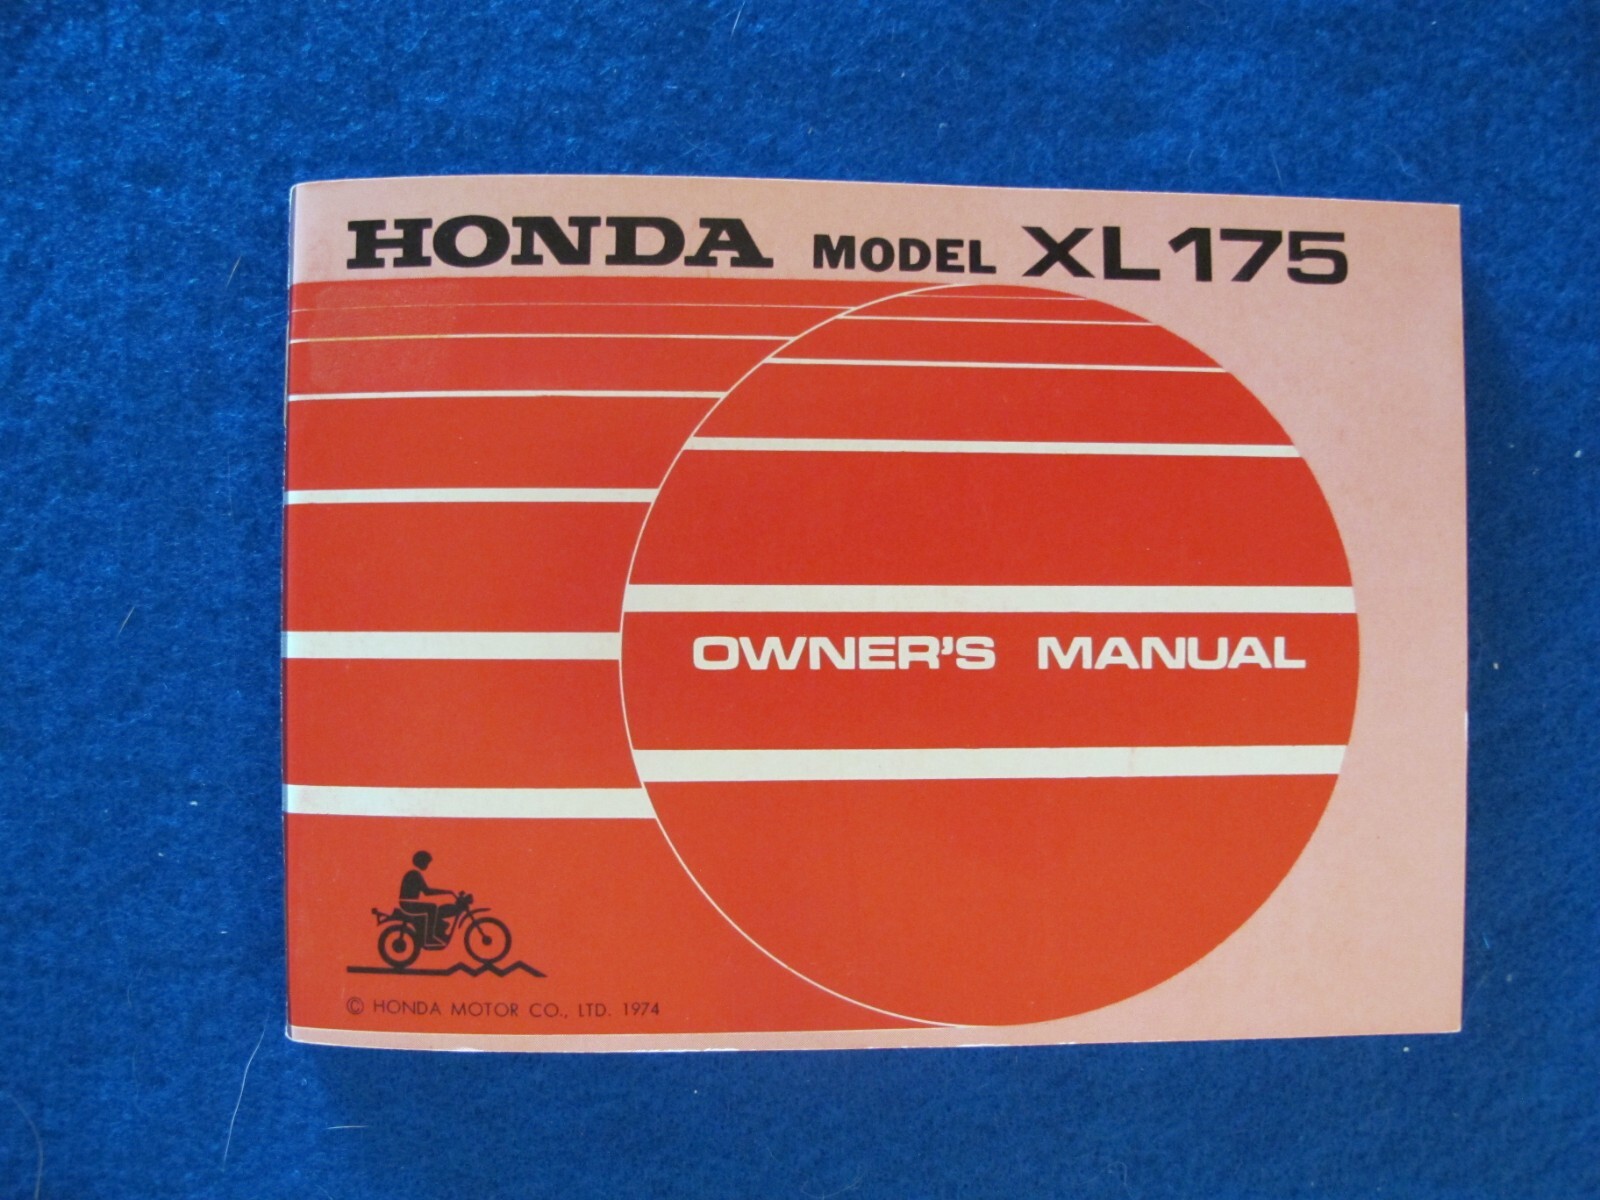 HONDA MODEL XL175
OWNER'S MANUAL
© HONDA MOTOR CO., LTD. 1974